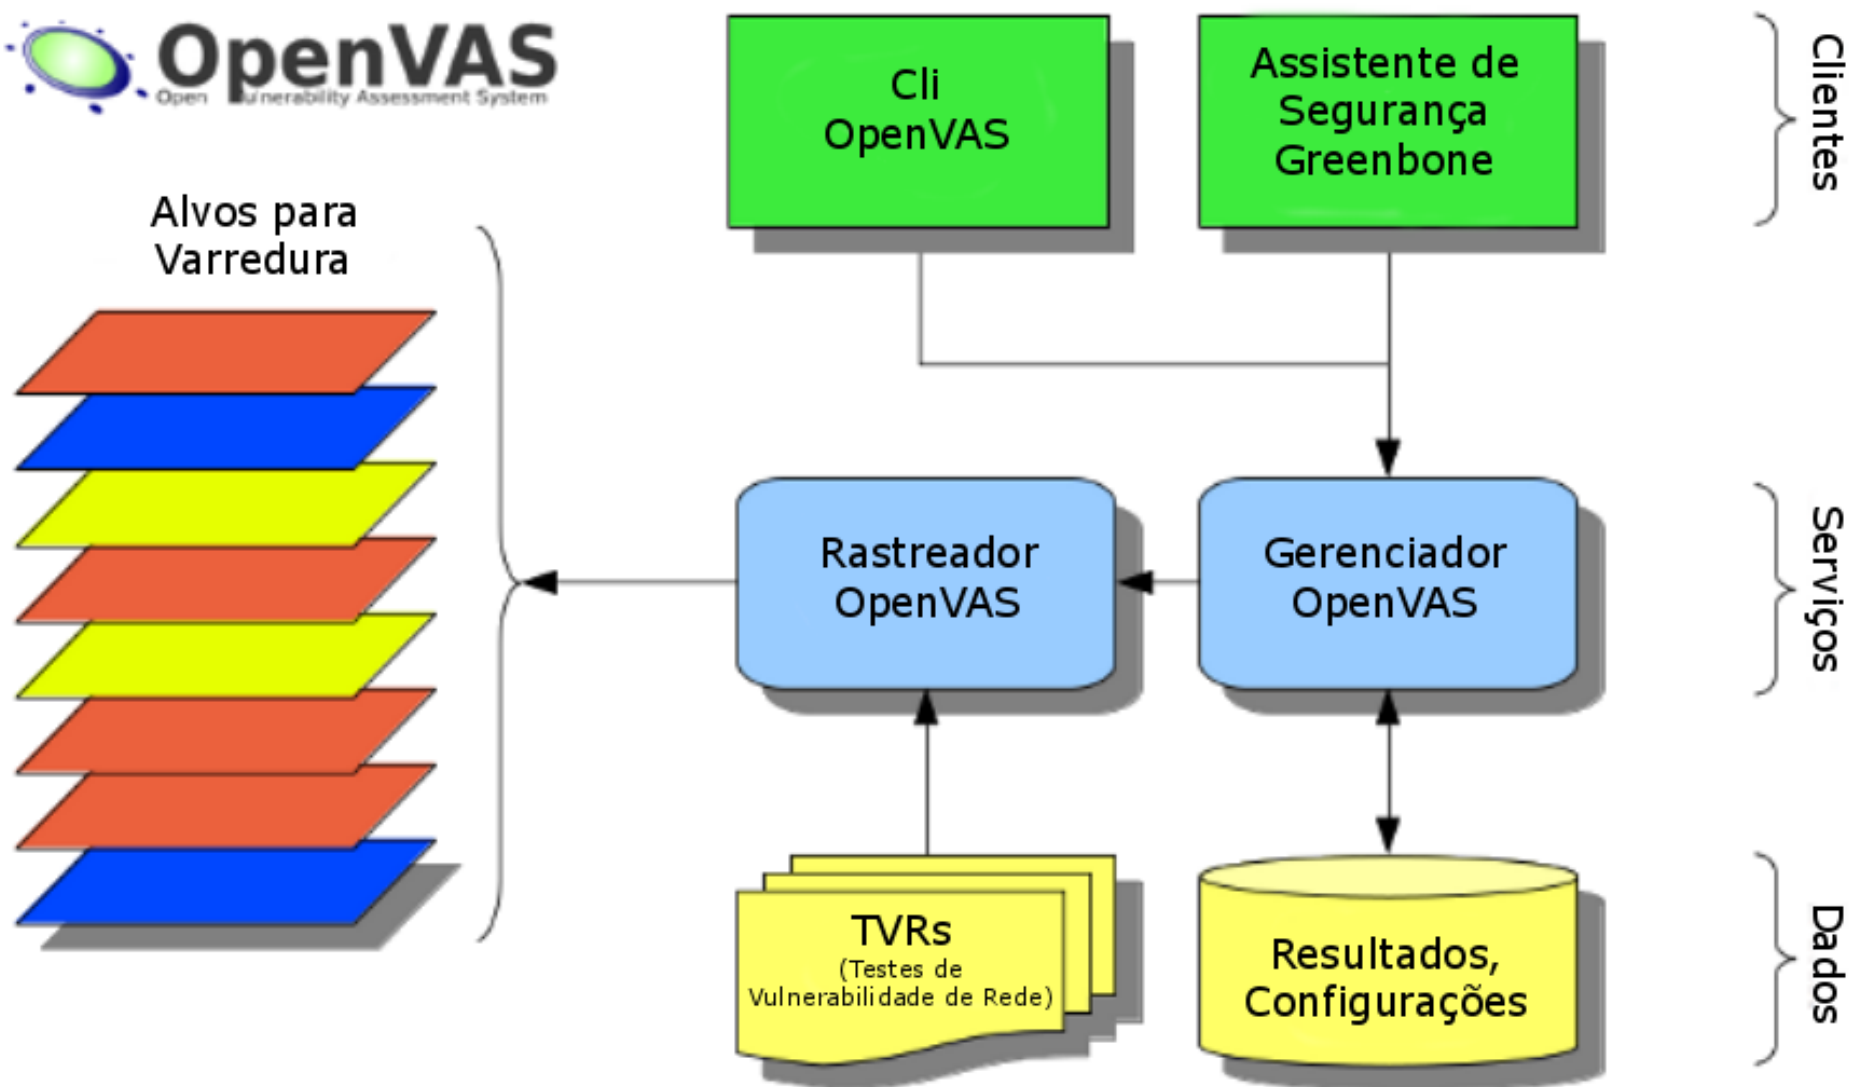 OpenVAS
Open Vulnerability Assessment System
Cli
OpenVAS
Assistente de
Segurança
Greenbone
Clientes
Alvos para
Varredura
Rastreador
OpenVAS
Gerenciador
OpenVAS
Serviços
TVRs
(Testes de
Vulnerabilidade de Rede)
Resultados,
Configurações
Dados